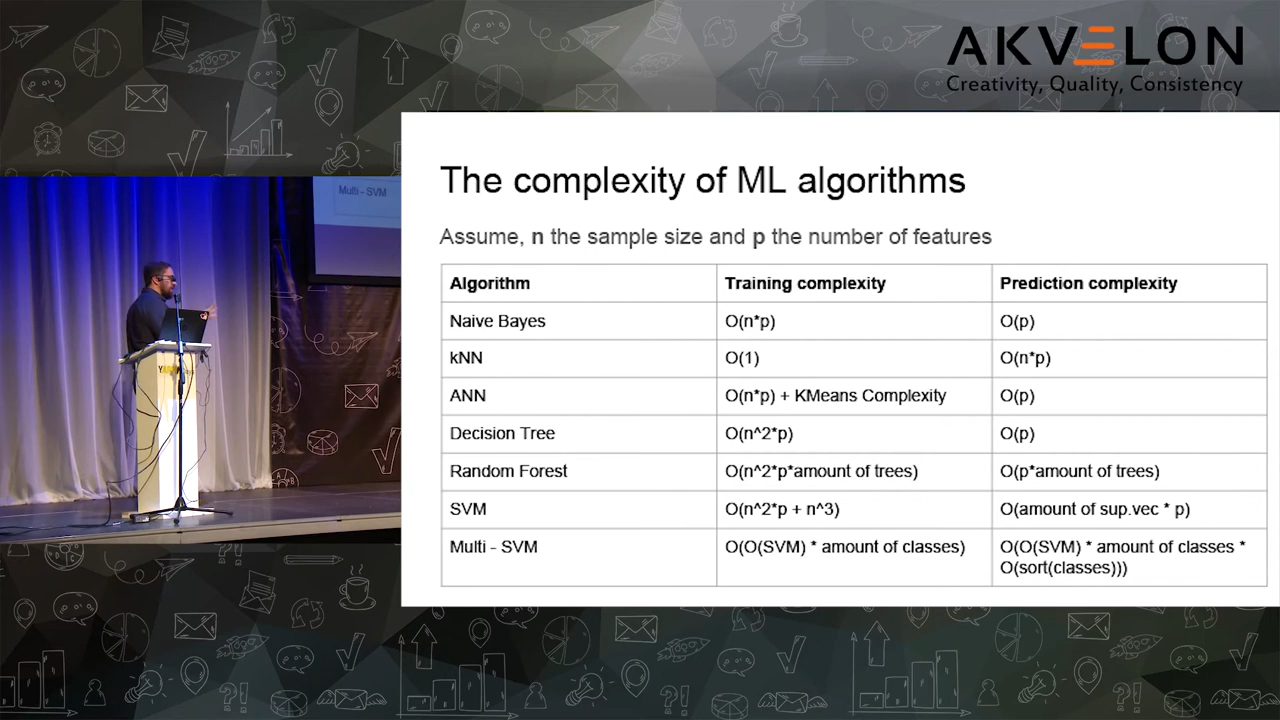 AKVELON
Creativity, Quality, Consistency
Multi - SVM
The complexity of ML algorithms
Assume, n the sample size and p the number of features
Algorithm Training complexity Prediction complexity
Naive Bayes O(n*p) O(p)
kNN O(1) O(n*p)
ANN O(n*p) + KMeans Complexity O(p)
Decision Tree O(n^2*p) O(p)
Random Forest O(n^2*p*amount of trees) O(p*amount of trees)
SVM O(n^2*p + n^3) O(amount of sup.vec * p)
Multi - SVM O(O(SVM) * amount of classes) O(O(SVM) * amount of classes *
O(sort(classes)))